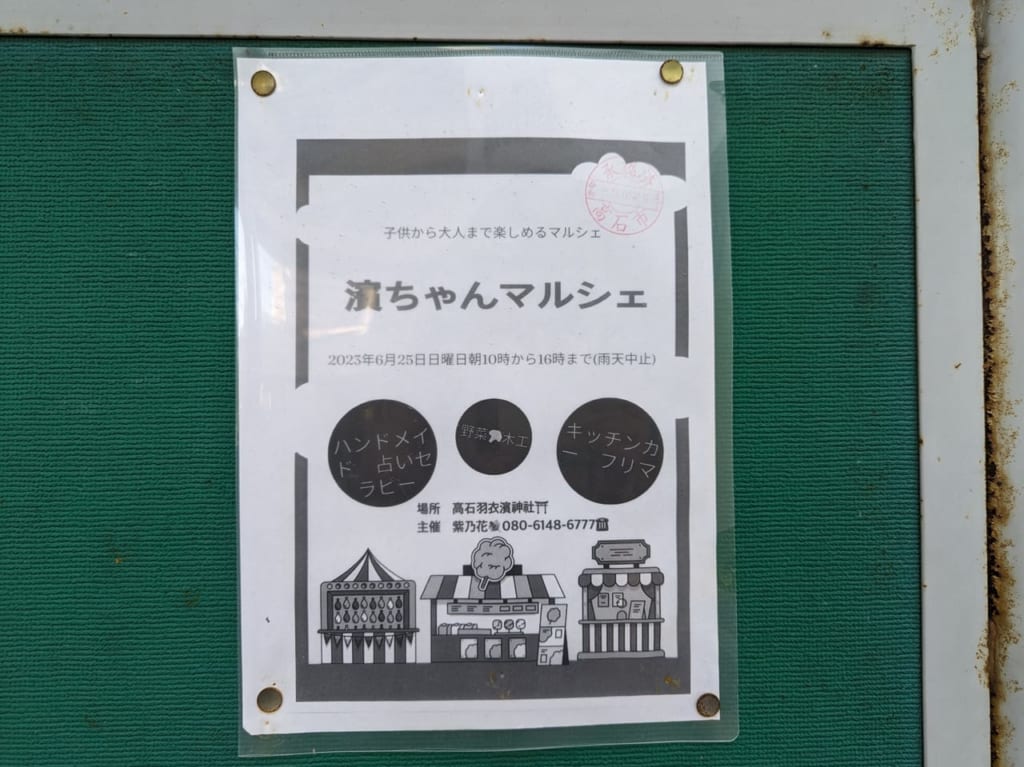 子供から大人まで楽しめるマルシェ
濱ちゃんマルシェ
2023年6月25日日曜日朝10時から16時まで(雨天中止)
ハンドメイ
ド 占いセ
ラピー
野菜 木工
キッチンカ
ー フリマ
場所 高石羽衣濱神社
主催 紫乃花 080-6148-6777
高石市